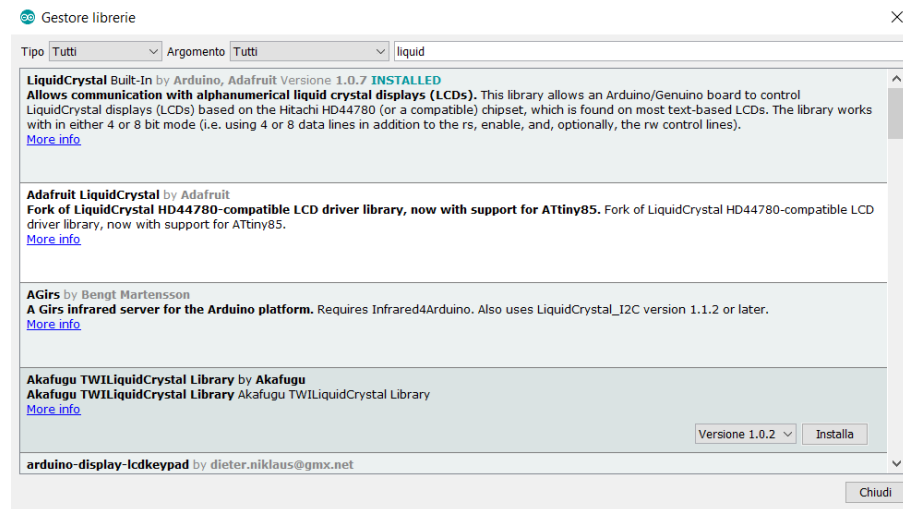 Gestore librerie
Tipo Tutti Argomento Tutti liquid
LiquidCrystal Built-In by Arduino, Adafruit Versione 1.0.7 INSTALLED
Allows communication with alphanumerical liquid crystal displays (LCDs). This library allows an Arduino/Genuino board to control
LiquidCrystal displays (LCDs) based on the Hitachi HD44780 (or a compatible) chipset, which is found on most text-based LCDs. The library works
with in either 4 or 8 bit mode (i.e. using 4 or 8 data lines in addition to the rs, enable, and, optionally, the rw control lines).
More info
Adafruit LiquidCrystal by Adafruit
Fork of LiquidCrystal HD44780-compatible LCD driver library, now with support for ATtiny85. Fork of LiquidCrystal HD44780-compatible LCD
driver library, now with support for ATtiny85.
More info
AGirs by Bengt Martensson
A Girs infrared server for the Arduino platform. Requires Infrared4Arduino. Also uses LiquidCrystal_I2C version 1.1.2 or later.
More info
Akafugu TWILiquidCrystal Library by Akafugu
Akafugu TWILiquidCrystal Library Akafugu TWILiquidCrystal Library
More info
Versione 1.0.2 Installa
arduino-display-lcdkeypad by dieter.niklaus@gmx.net
Chiudi